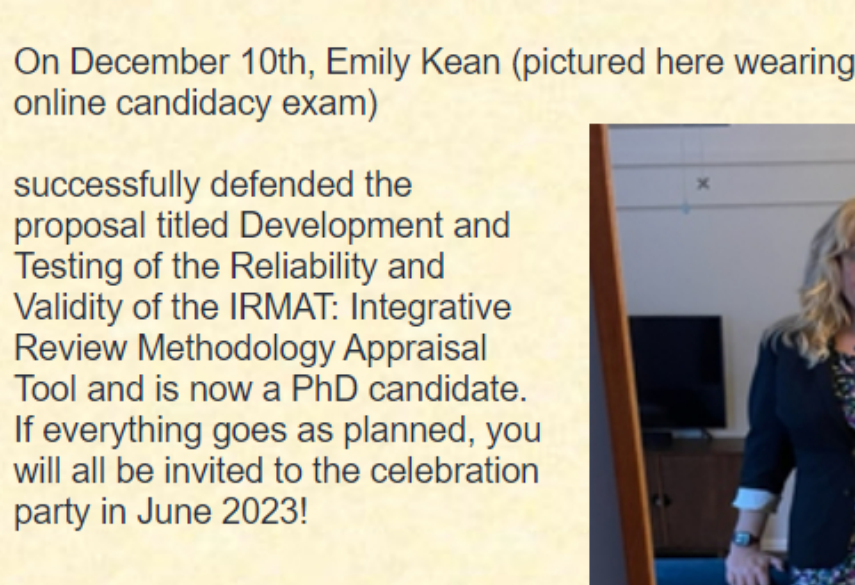 On December 10th, Emily Kean (pictured here wearing
online candidacy exam)
successfully defended the
proposal titled Development and
Testing of the Reliability and
Validity of the IRMAT: Integrative
Review Methodology Appraisal
Tool and is now a PhD candidate.
If everything goes as planned, you
will all be invited to the celebration
party in June 2023!